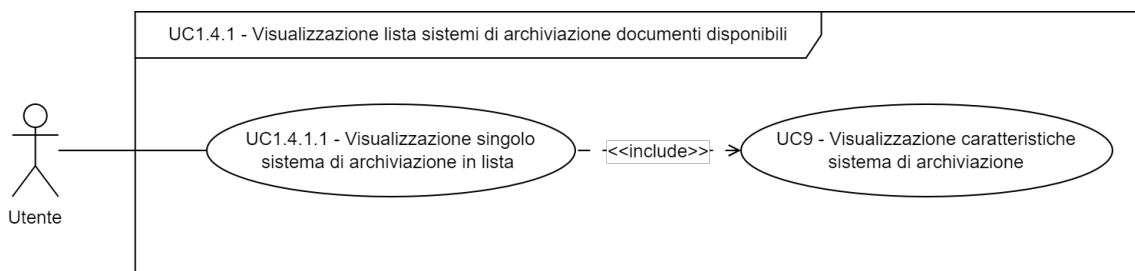 UC1.4.1 - Visualizzazione lista sistemi di archiviazione documenti disponibili
UC1.4.1.1 - Visualizzazione singolo
sistema di archiviazione in lista
<<include>>
UC9 - Visualizzazione caratteristiche
sistema di archiviazione
Utente